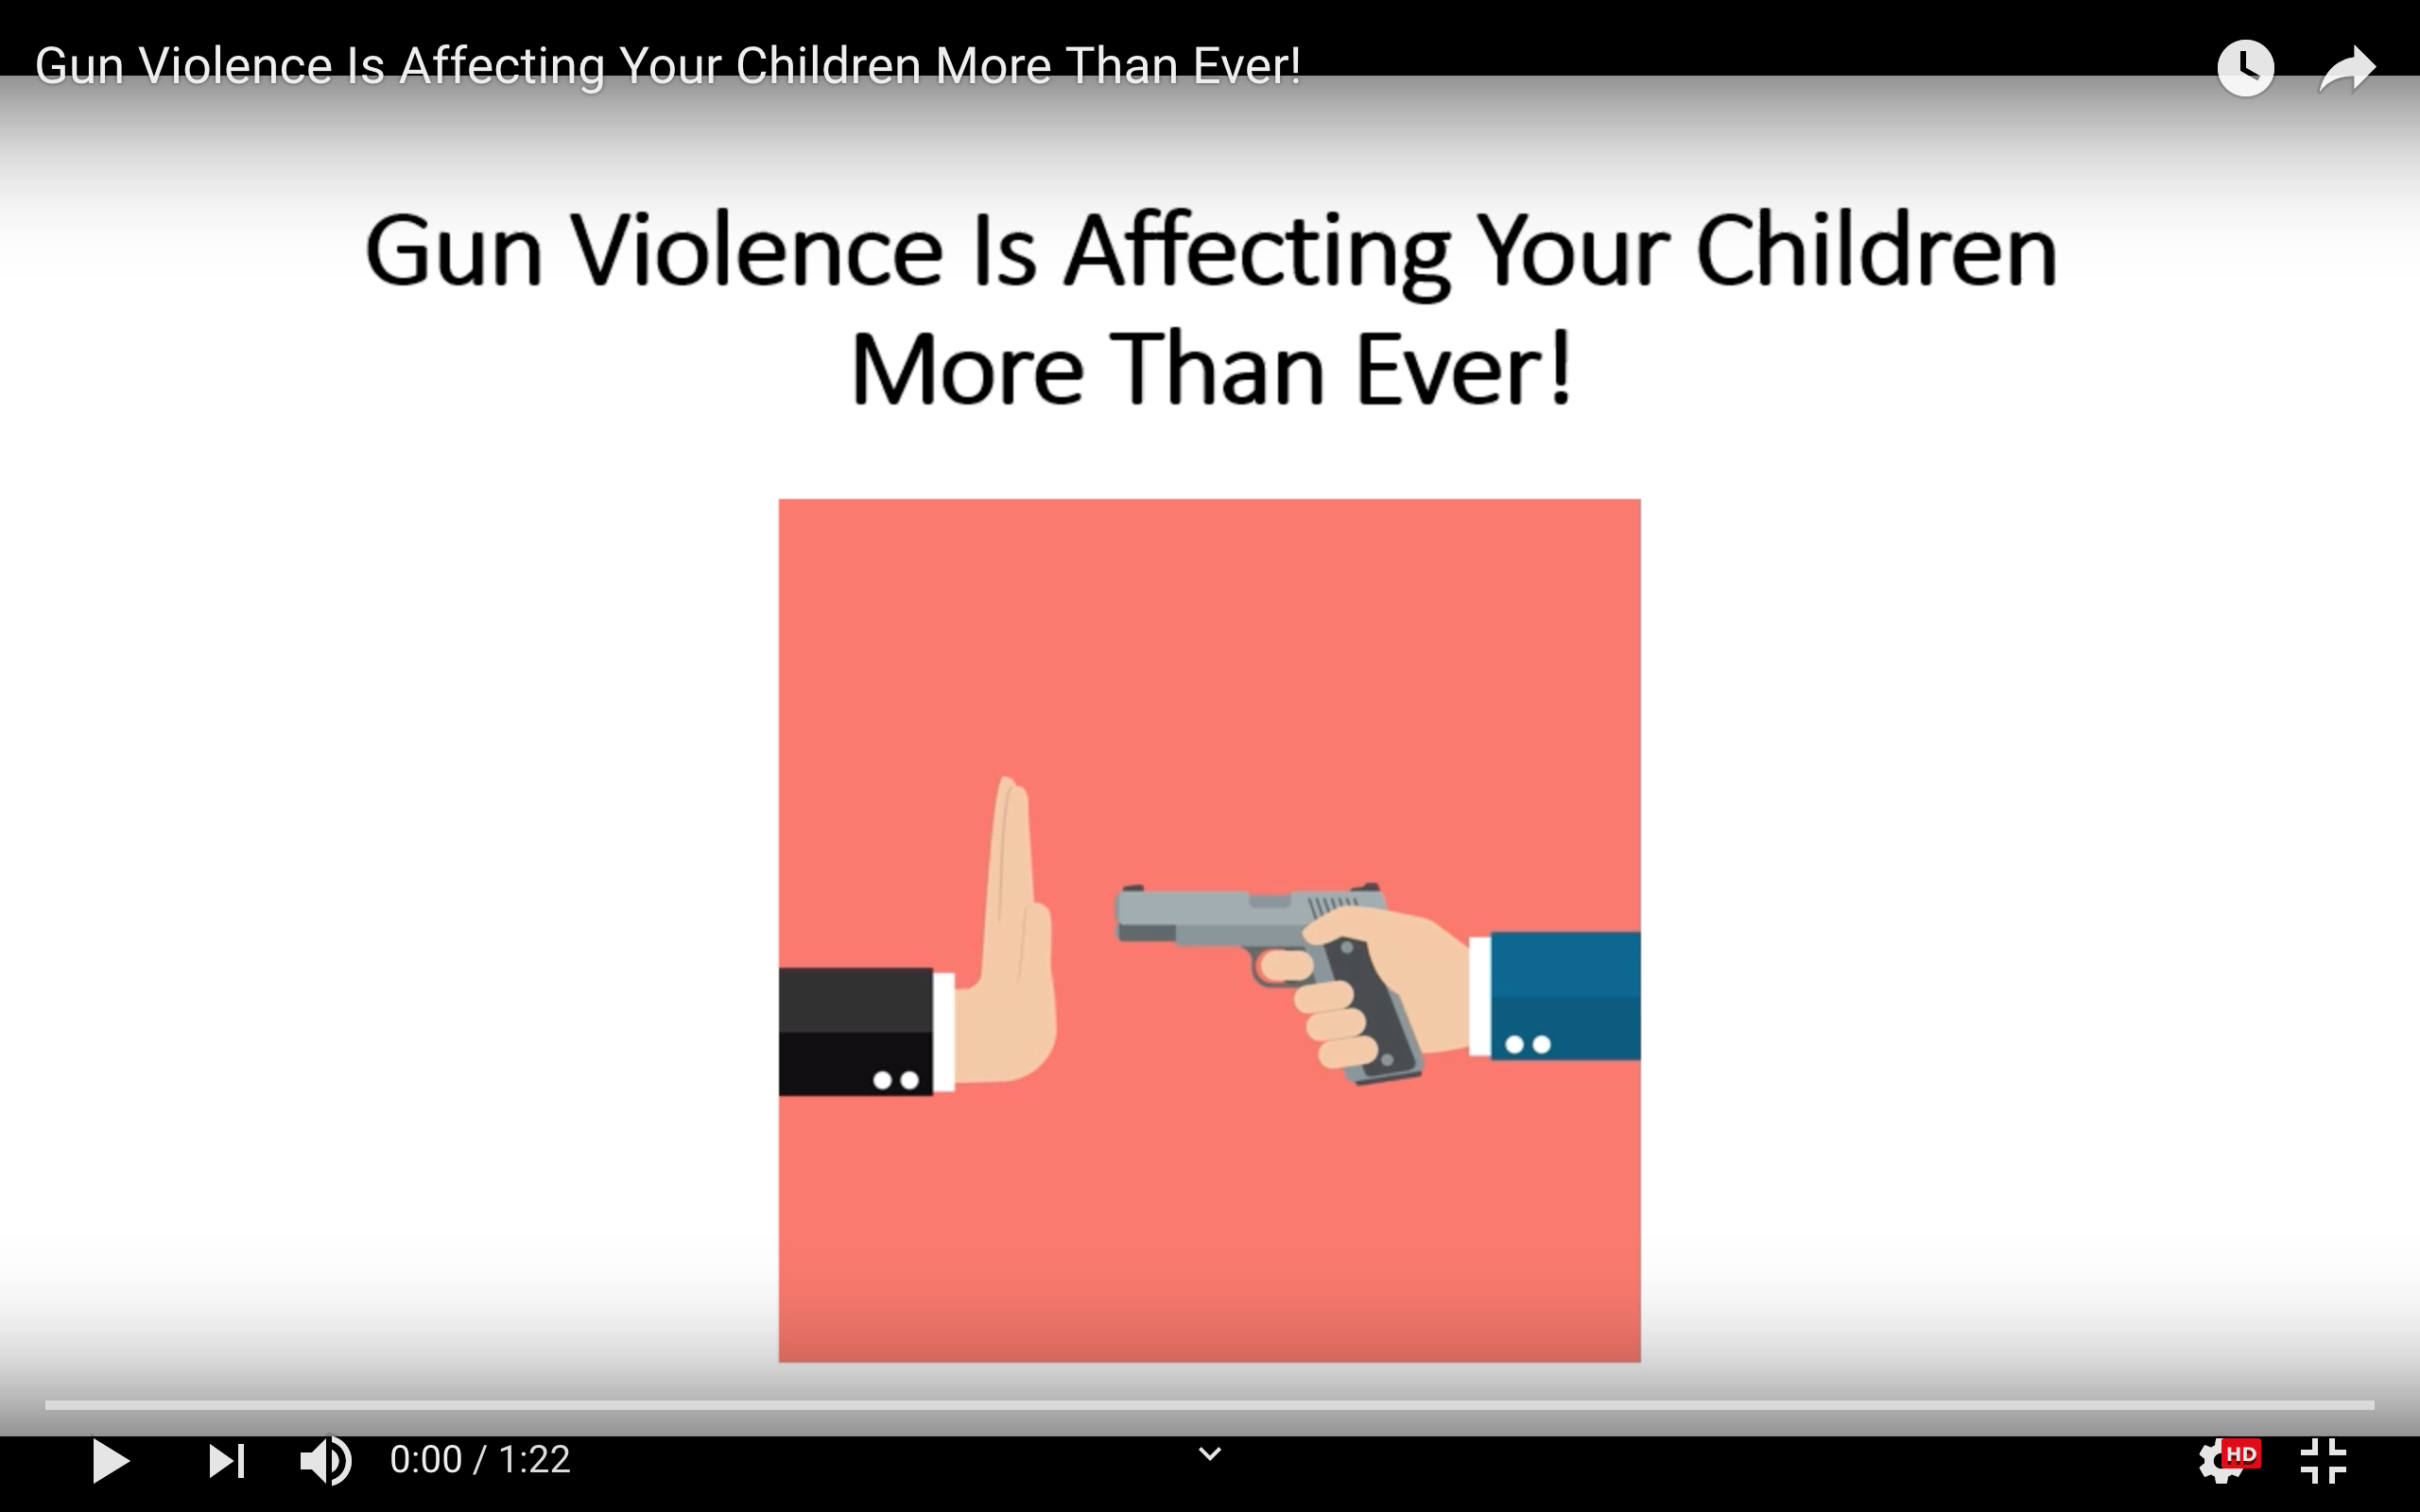 Gun Violence Is Affecting Your Children More Than Ever!
Gun Violence Is Affecting Your Children
More Than Ever!
0:00 / 1:22
HD